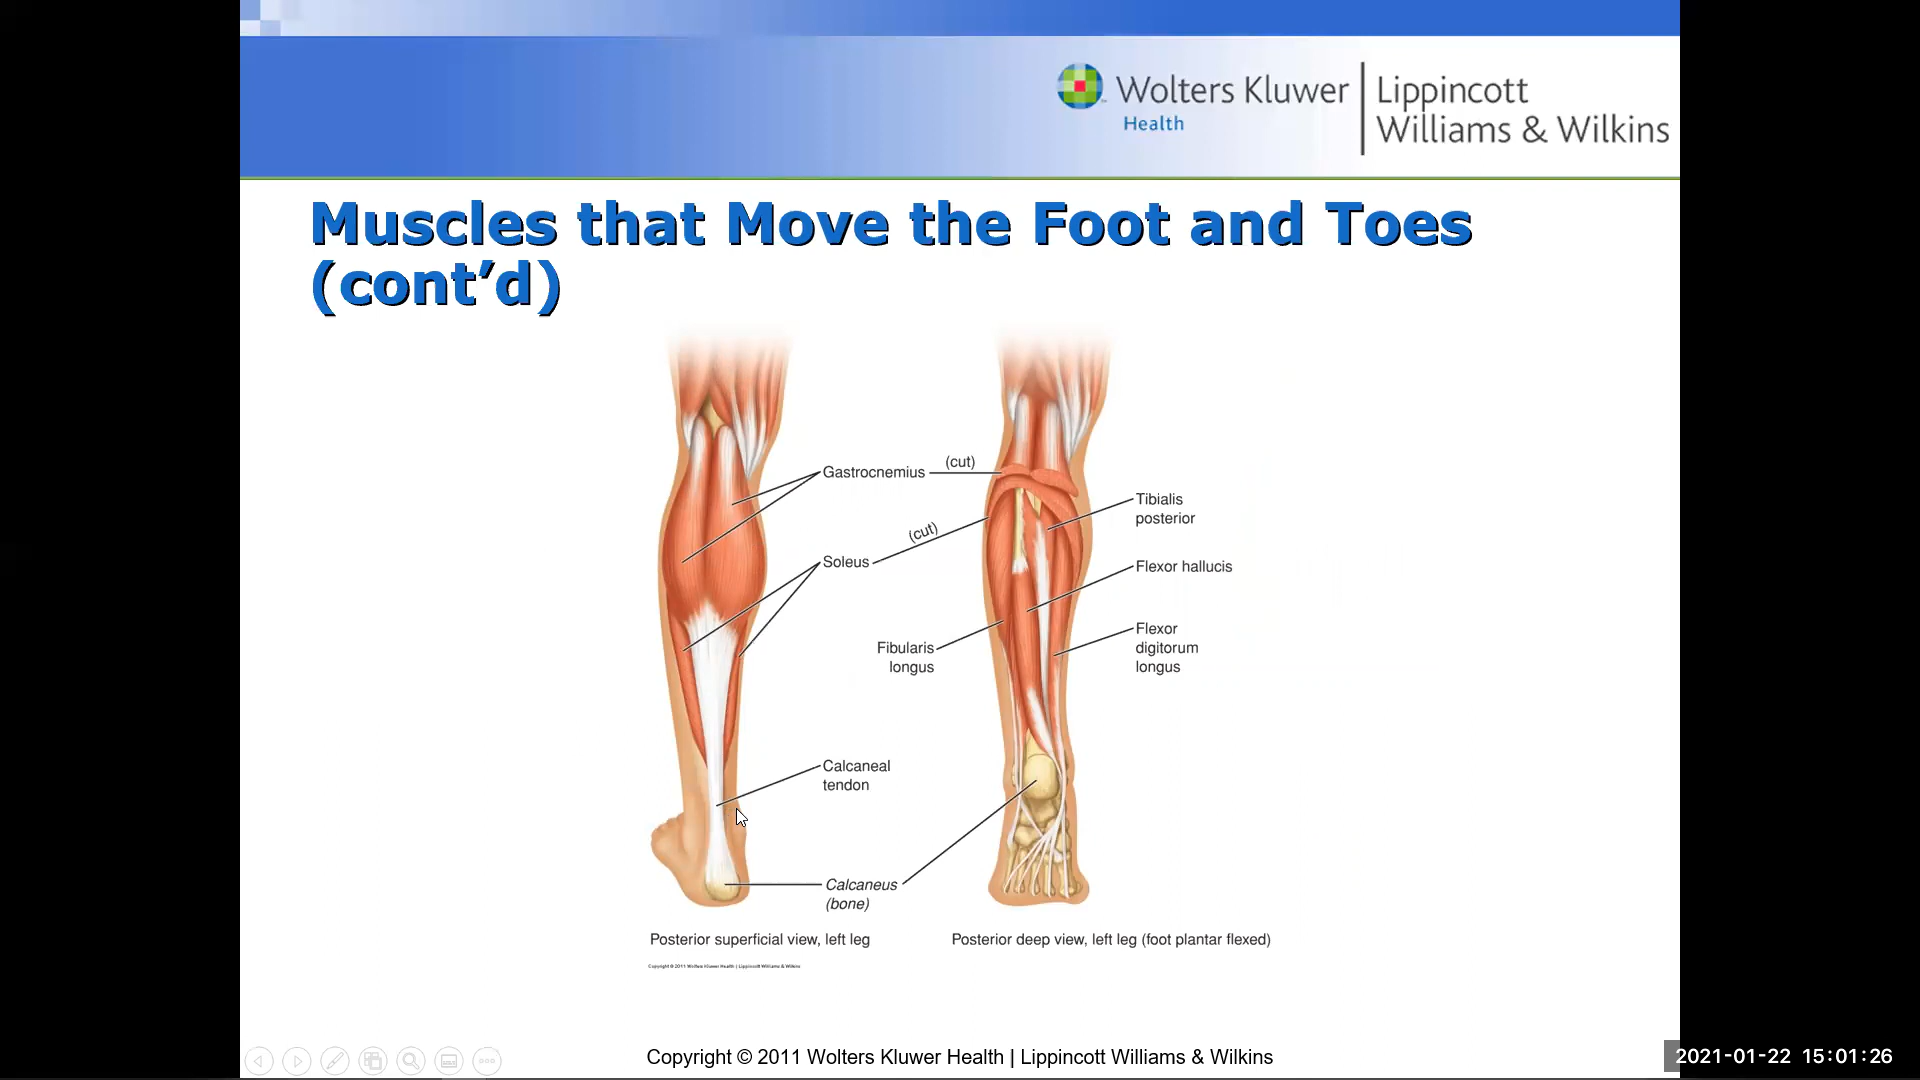 Wolters Kluwer
Health
Lippincott
Williams & Wilkins
Muscles that Move the Foot and Toes
(cont’d)
Gastrocnemius
(cut)
Tibialis
posterior
(cut)
Soleus
Flexor hallucis
Fibularis
longus
Flexor
digitorum
longus
Calcaneal
tendon
Calcaneus
(bone)
Posterior superficial view, left leg
Posterior deep view, left leg (foot plantar flexed)
Copyright © 2011 Wolters Kluwer Health | Lippincott Williams & Wilkins
Copyright © 2011 Wolters Kluwer Health | Lippincott Williams & Wilkins
2021-01-22 15:01:26